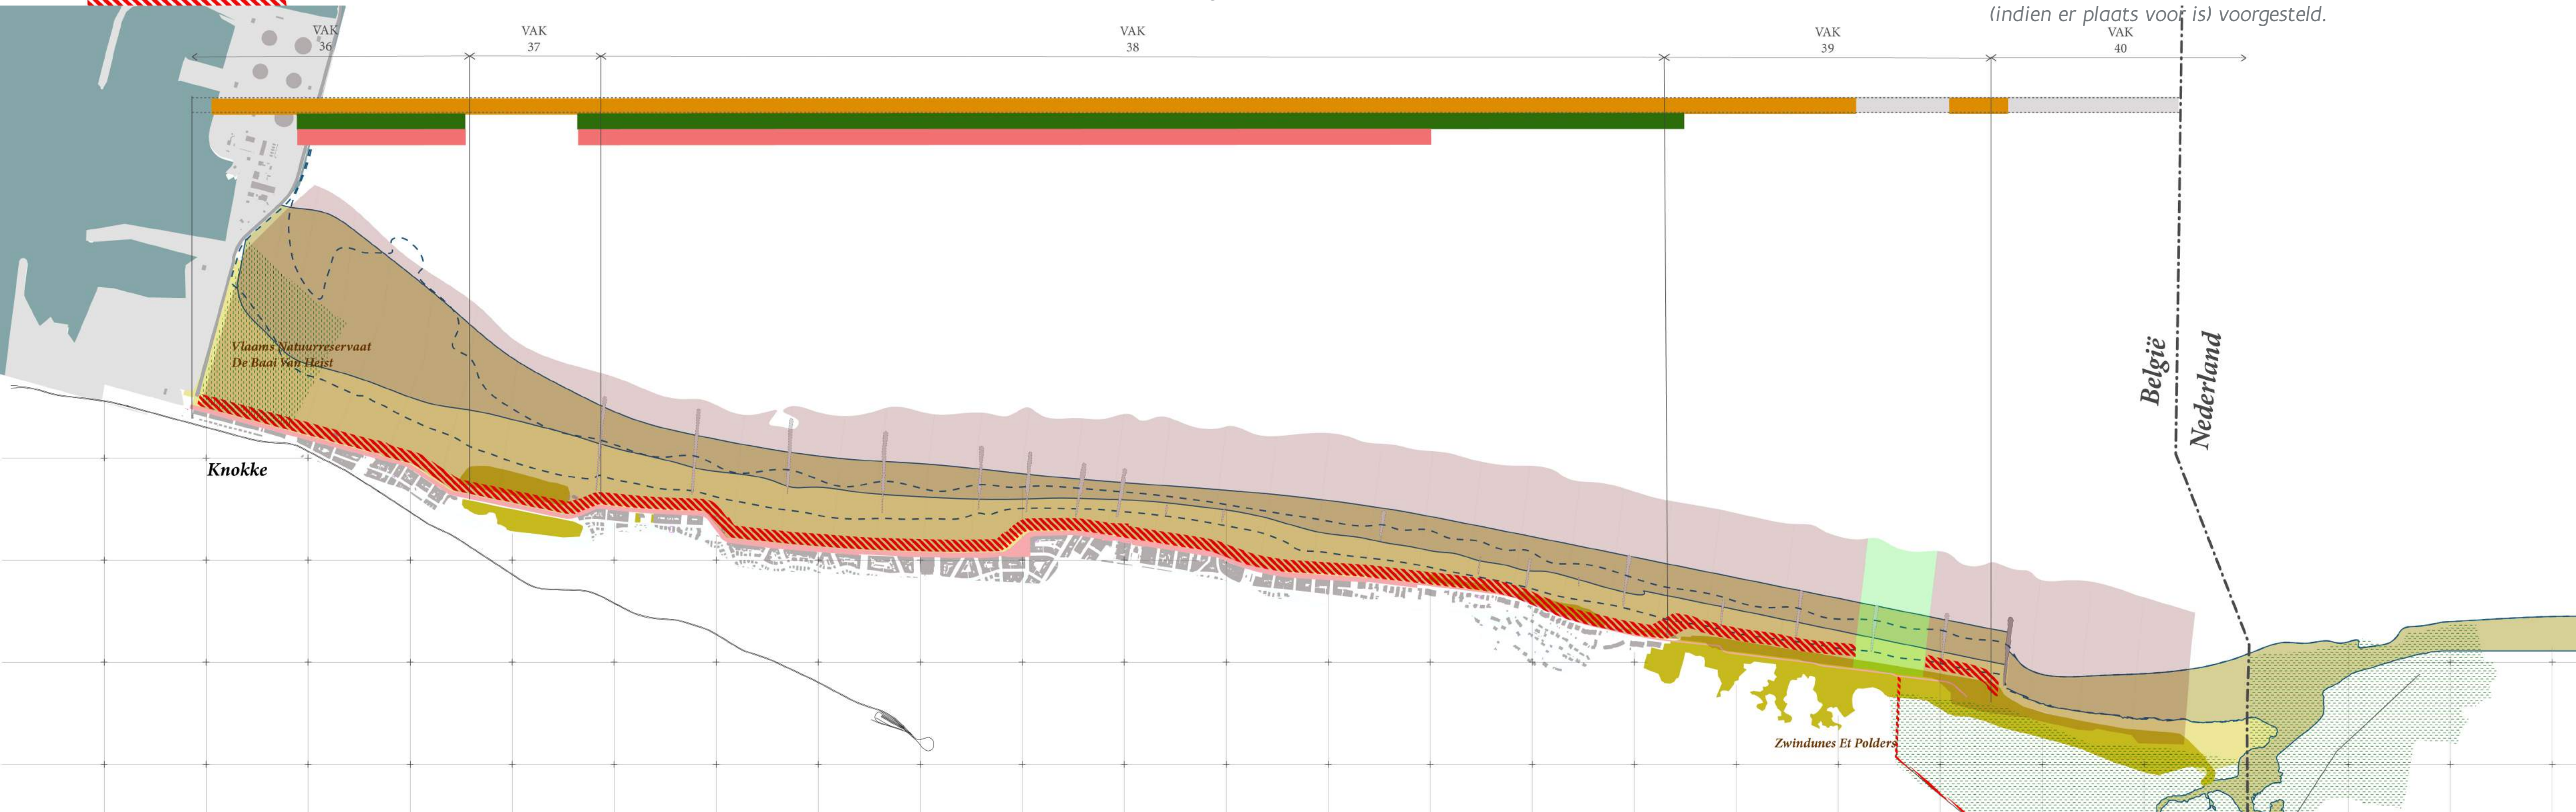 (indien er plaats voor is) voorgesteld.
VAK
36
VAK
37
VAK
38
VAK
39
VAK
40
België
Nederland
Vlaams Natuurreservaat
De Baai Van Heist
Knokke
Zwindunes Et Polders